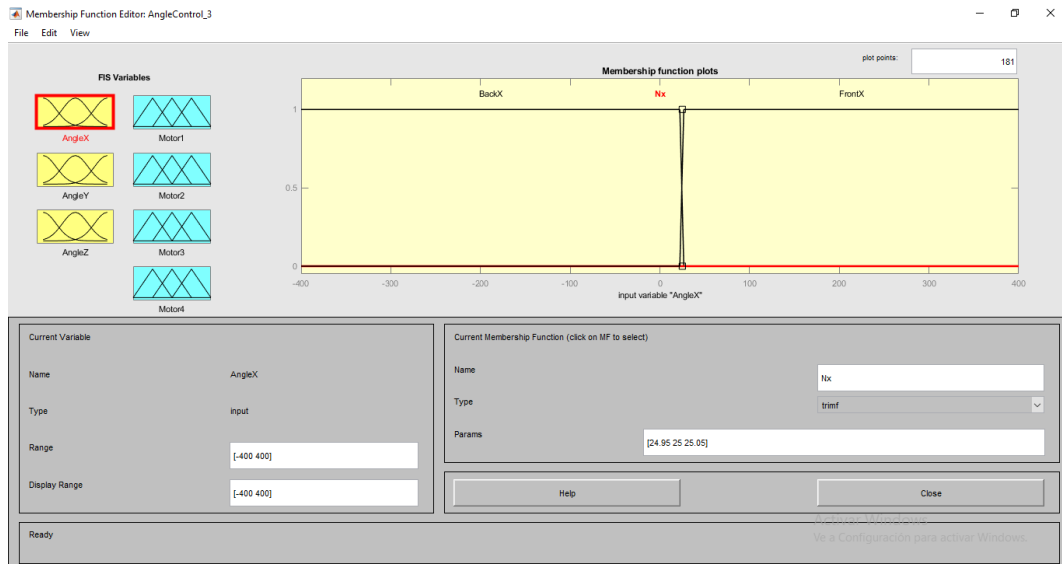 Membership Function Editor: AngleControl_3
File Edit View
FIS Variables
AngleX Motor1
AngleY Motor2
AngleZ Motor3
Motor4
plot points: 181
Membership function plots
BackX Nx FrontX
1
0.5
0
-400 -300 -200 -100 0 100 200 300 400
input variable "AngleX"
Current Variable
Name AngleX
Type input
Range [-400 400]
Display Range [-400 400]
Current Membership Function (click on MF to select)
Name Nx
Type trimf
Params [24.95 25 25.05]
Help Close
Ready
Activar Windows
Ve a Configuración para activar Windows.